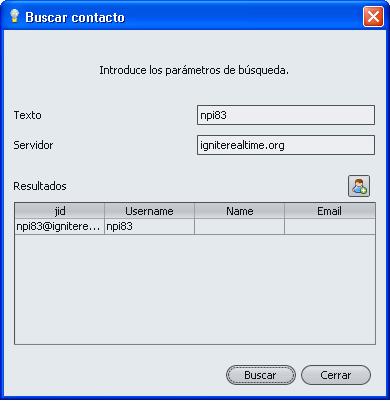 Buscar contacto
Introduce los parámetros de búsqueda.
Texto npi83
Servidor igniterealtime.org
Resultados
jid Username Name Email
npi83@ignitere... npi83
Buscar Cerrar